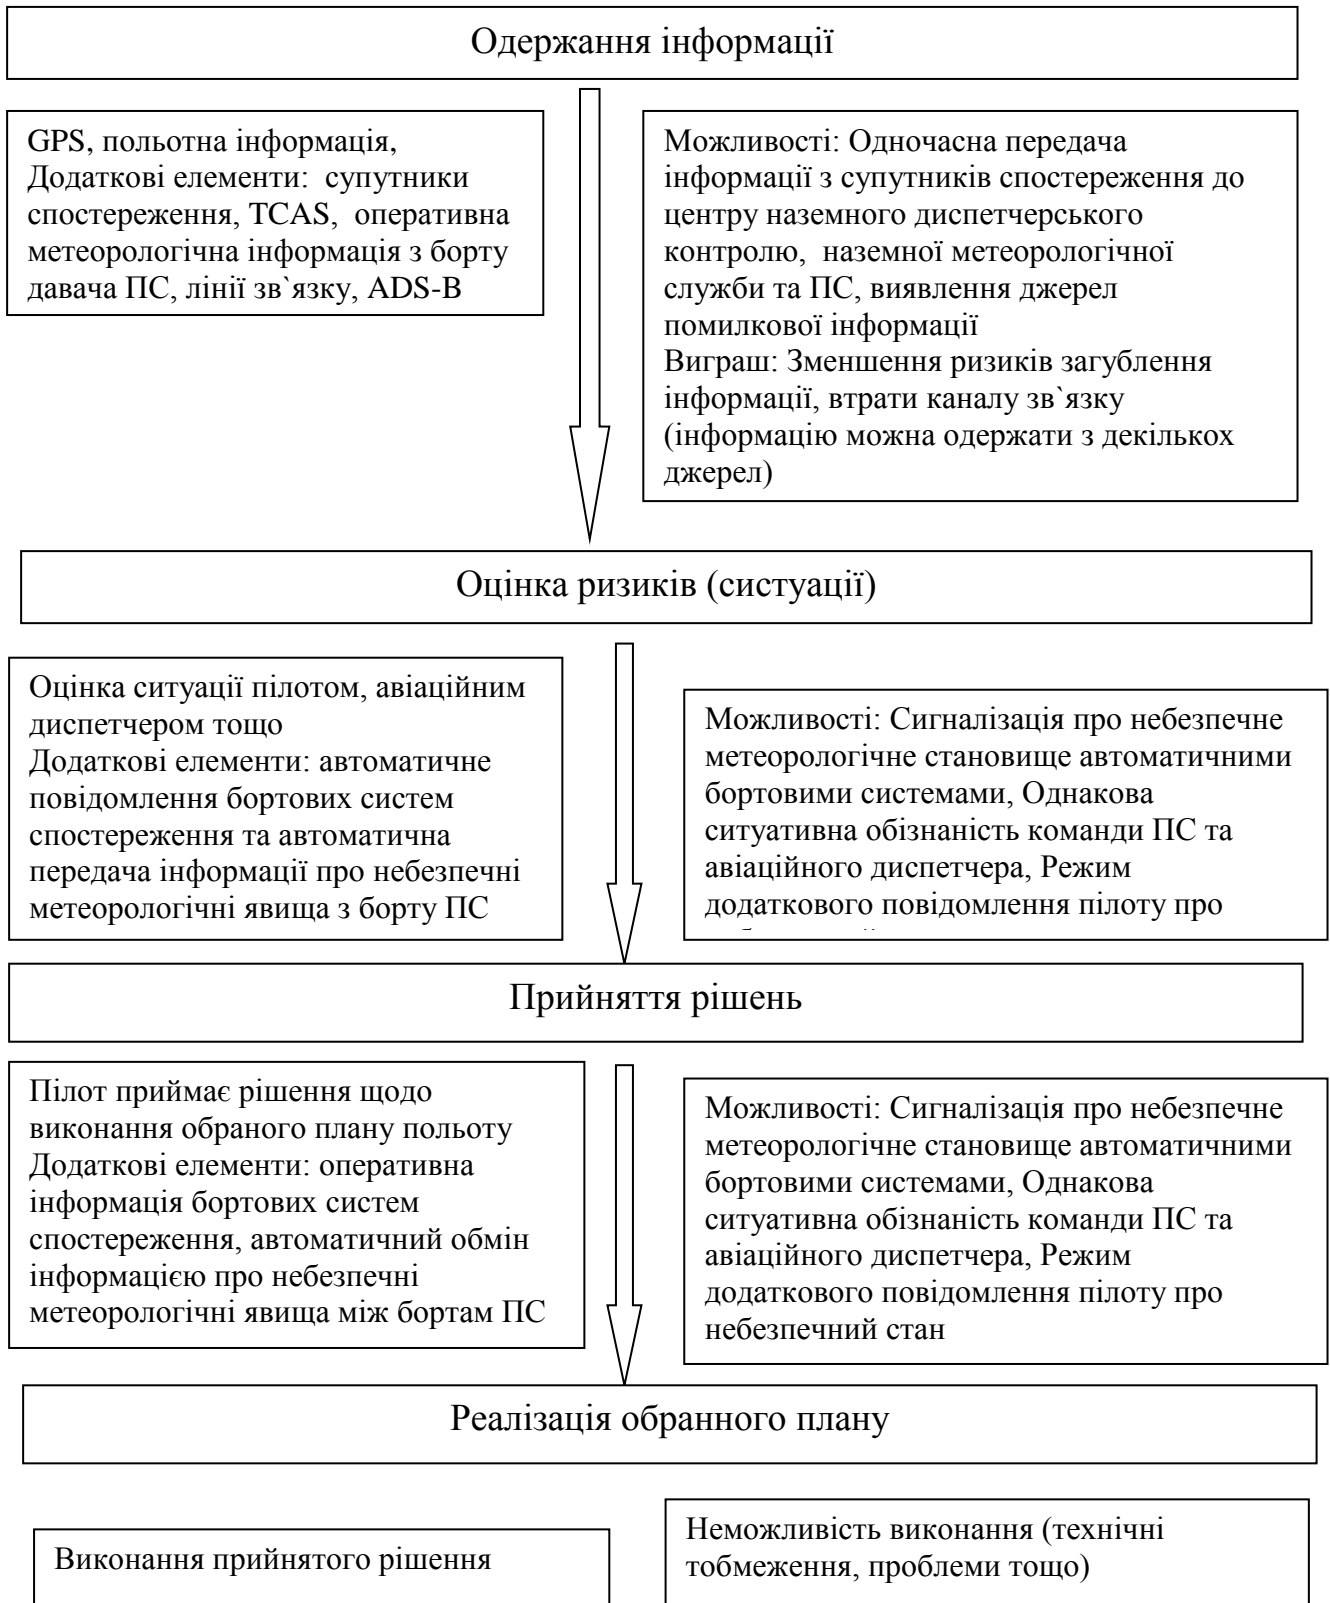 Одержання інформації
GPS, польотна інформація,
Додаткові елементи: супутники
спостереження, TCAS, оперативна
метеорологічна інформація з борту
давача ПС, лінії зв`язку, ADS-B
Можливості: Одночасна передача
інформації з супутників спостереження до
центру наземного диспетчерського
контролю, наземної метеорологічної
служби та ПС, виявлення джерел
помилкової інформації
Виграш: Зменшення ризиків загублення
інформації, втрати каналу зв`язку
(інформацію можна одержати з декількох
джерел)
Оцінка ризиків (систуації)
Оцінка ситуації пілотом, авіаційним
диспетчером тощо
Додаткові елементи: автоматичне
повідомлення бортових систем
спостереження та автоматична
передача інформації про небезпечні
метеорологічні явища з борту ПС
Можливості: Сигналізація про небезпечне
метеорологічне становище автоматичними
бортовими системами, Однакова
ситуативна обізнаність команди ПС та
авіаційного диспетчера, Режим
додаткового повідомлення пілоту про
Прийняття рішень
Пілот приймає рішення щодо
виконання обраного плану польоту
Додаткові елементи: оперативна
інформація бортових систем
спостереження, автоматичний обмін
інформацією про небезпечні
метеорологічні явища між бортам ПС
Можливості: Сигналізація про небезпечне
метеорологічне становище автоматичними
бортовими системами, Однакова
ситуативна обізнаність команди ПС та
авіаційного диспетчера, Режим
додаткового повідомлення пілоту про
небезпечний стан
Реалізація обранного плану
Виконання прийнятого рішення
Неможливість виконання (технічні
тобмеження, проблеми тощо)